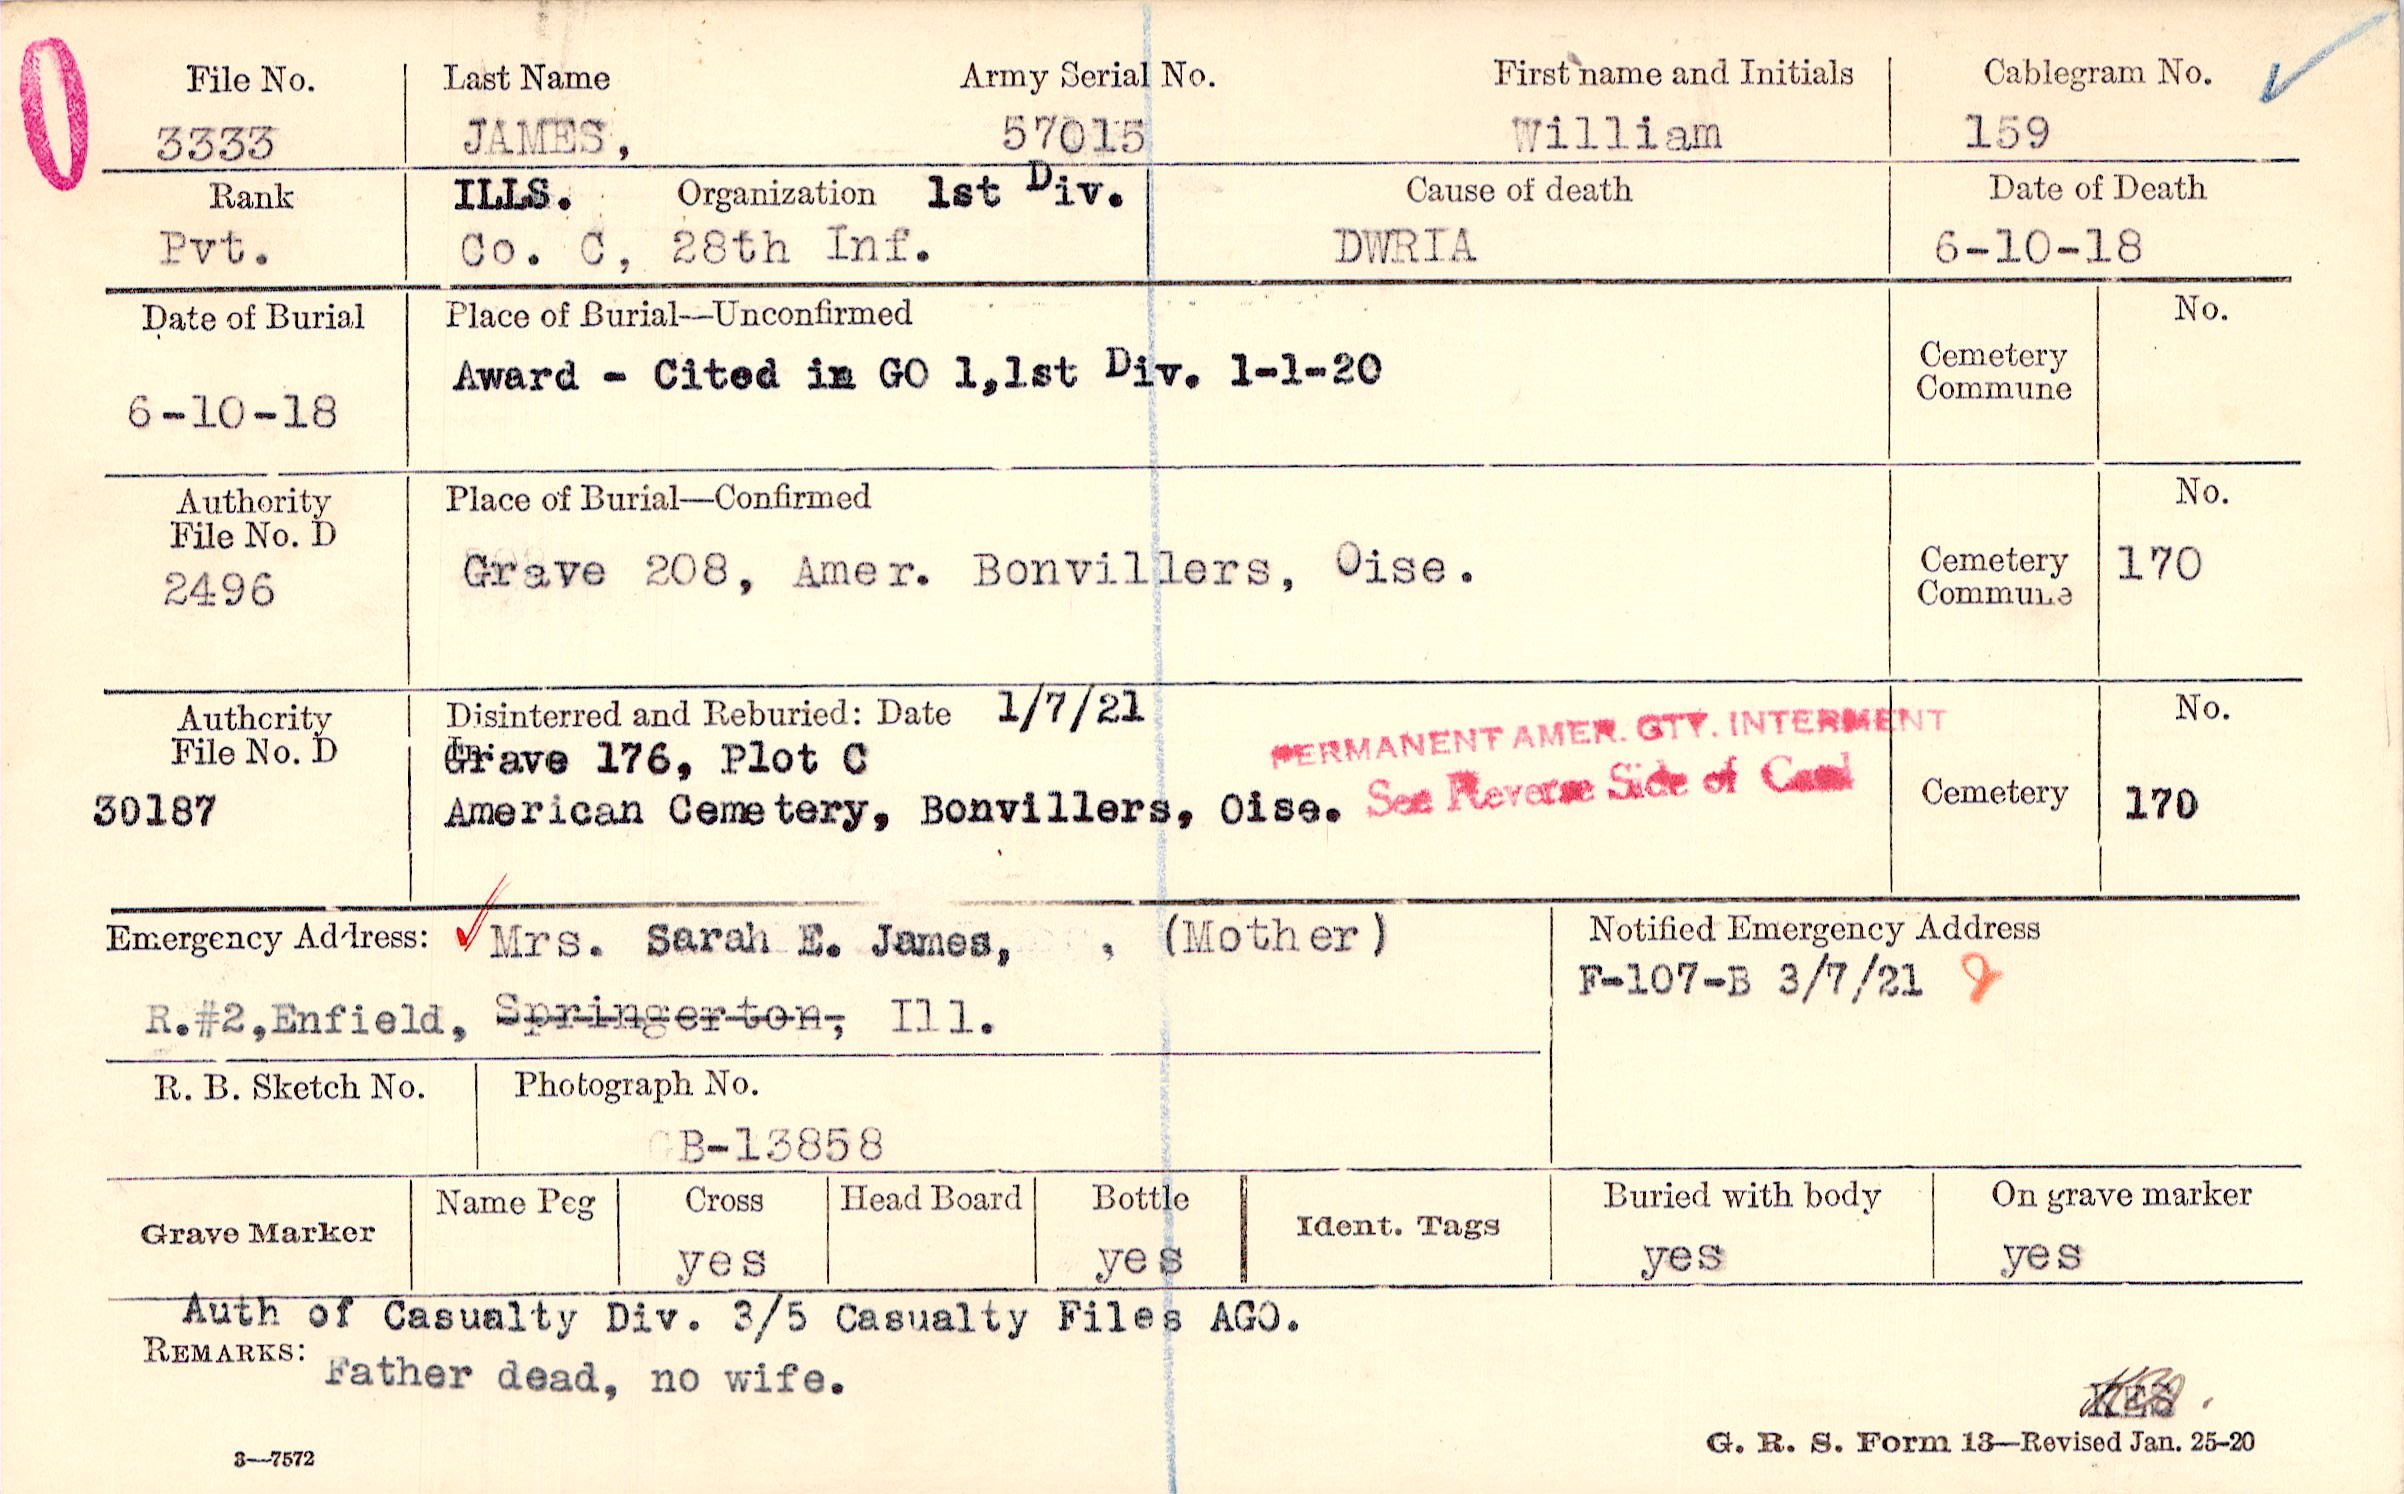 File No. Last Name Army Serial No. First name and Initials Cablegram No.
3333 JAMES, 57015 William 159
Rank ILLS. Organization 1st Div. Cause of death Date of Death
Pvt. Co. C, 28th Inf. DWRIA 6-10-18
Date of Burial Place of Burial—Unconfirmed No.
Award - Cited in GO 1,1st Div. 1-1-20 Cemetery
Commune
6-10-18
Authority Place of Burial—Confirmed No.
File No. D
2496 Grave 208, Amer. Bonvillers, Oise. Cemetery 170
Commune
Authority Disinterred and Reburied: Date 1/7/21 No.
File No. D Grave 176, Plot C PERMANENT AMER. GTY. INTERMENT
30187 American Cemetery, Bonvillers, Oise. See Reverse Side of Card Cemetery 170
Emergency Address: Mrs. Sarah E. James, , (Mother) Notified Emergency Address
F-107-B 3/7/21
R.#2,Enfield, Springerton, Ill.
R. B. Sketch No. Photograph No.
GB-13858
Grave Marker Name Peg Cross Head Board Bottle Ident. Tags Buried with body On grave marker
yes yes yes yes
Auth of Casualty Div. 3/5 Casualty Files AGO.
REMARKS: Father dead, no wife.
3—7572 G. R. S. Form 13—Revised Jan. 25-20